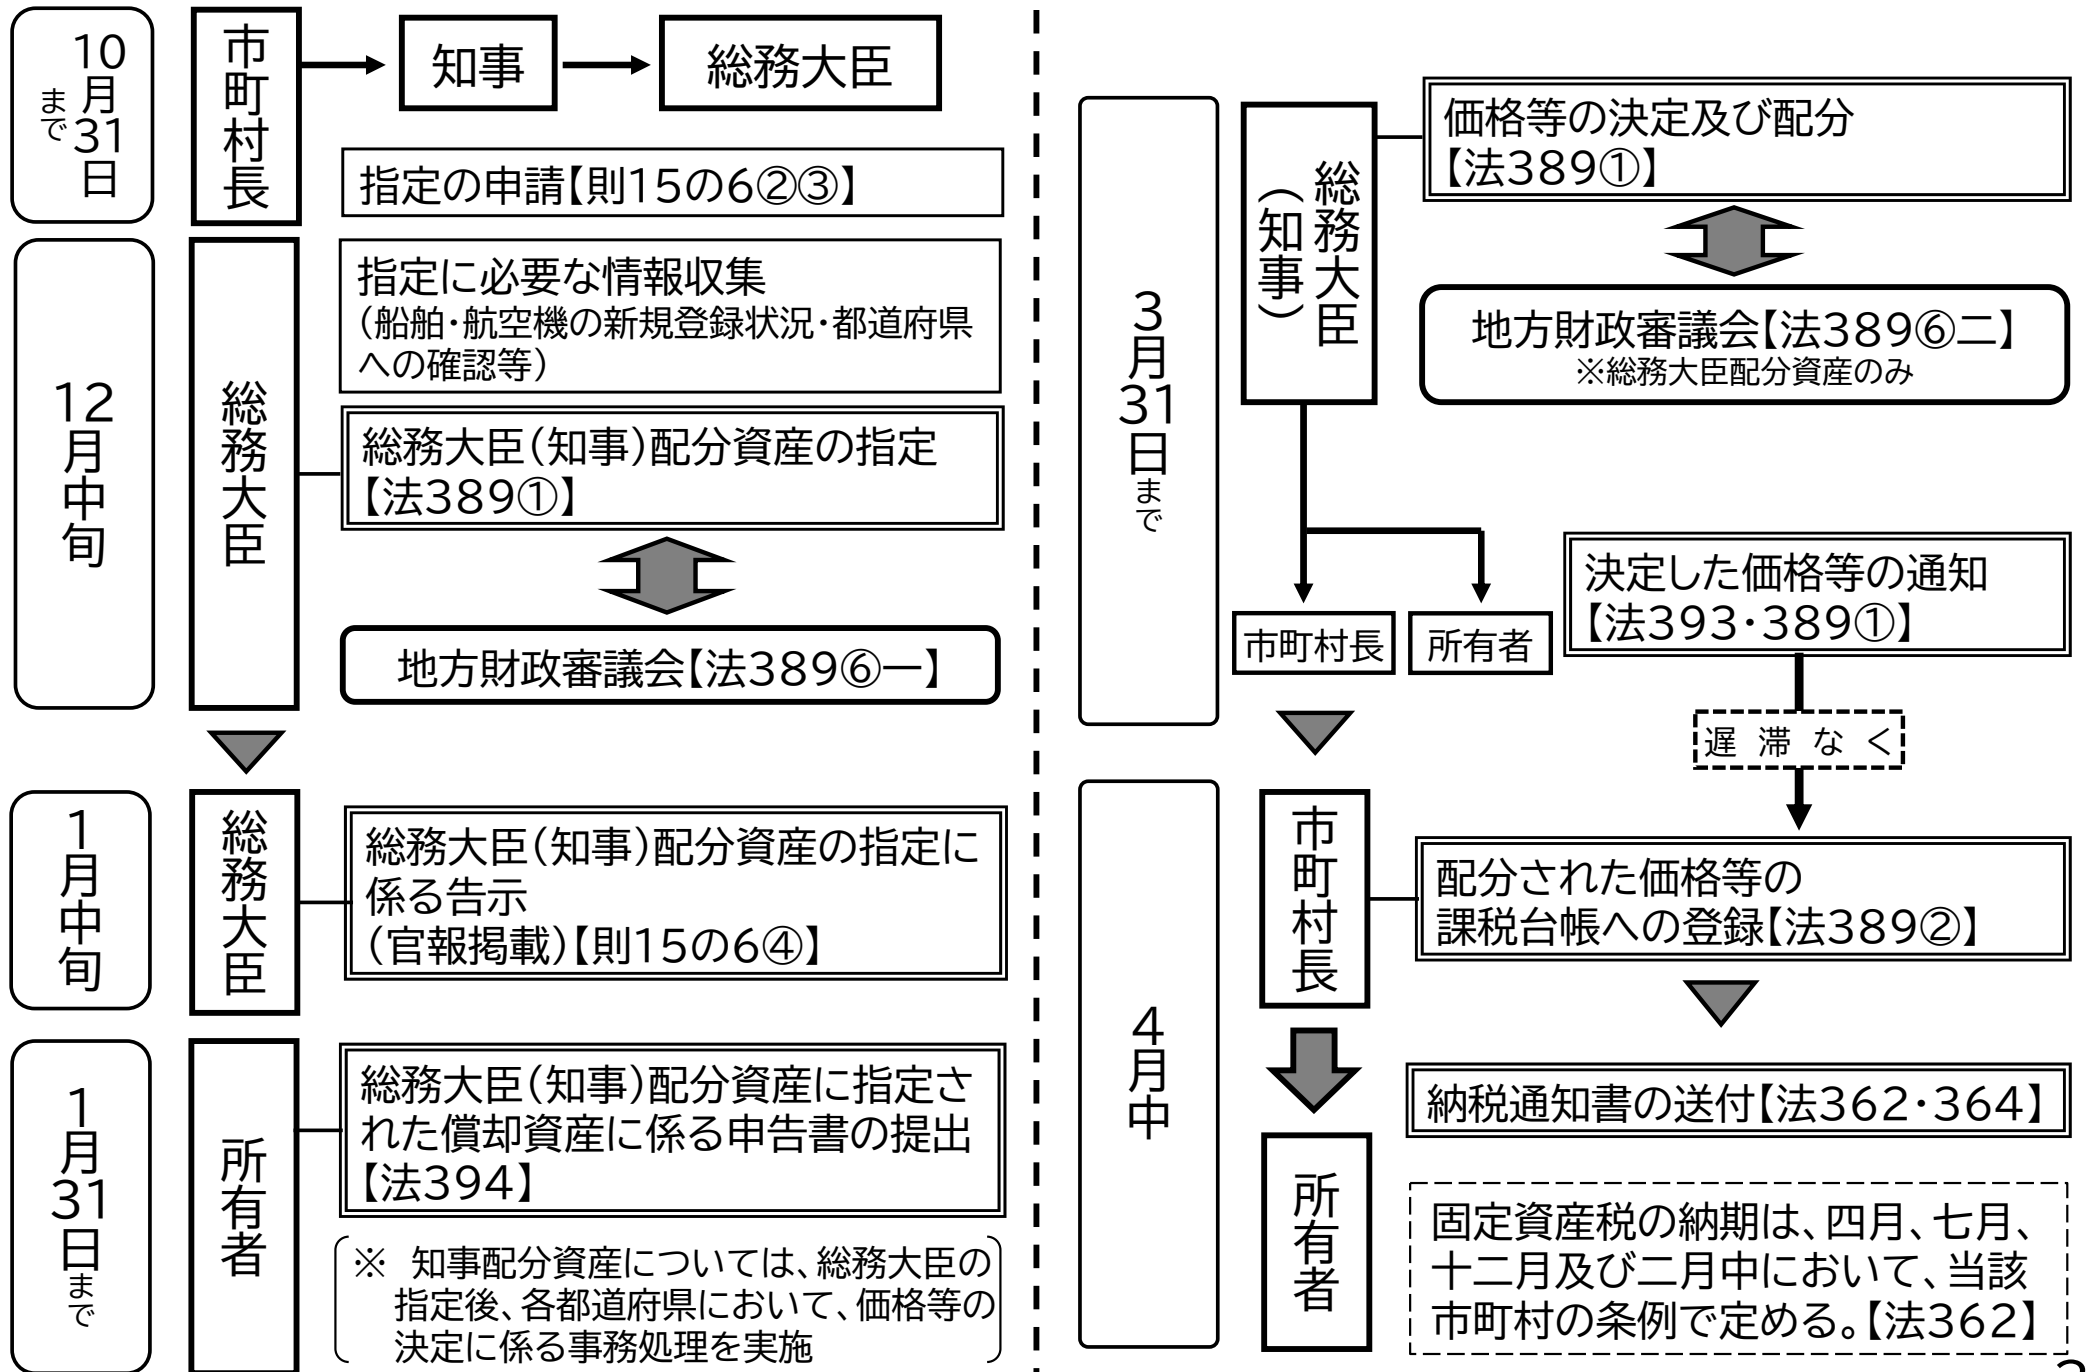 10月31日
まで
市町村長
知事
総務大臣
指定の申請【則15の6②③】
12月中旬
総務大臣
指定に必要な情報収集
（船舶・航空機の新規登録状況・都道府県
への確認等）
総務大臣（知事）配分資産の指定
【法389①】
地方財政審議会【法389⑥一】
1月中旬
総務大臣
総務大臣（知事）配分資産の指定に
係る告示
（官報掲載）【則15の6④】
1月31日まで
所有者
総務大臣（知事）配分資産に指定さ
れた償却資産に係る申告書の提出
【法394】
※　知事配分資産については、総務大臣の
指定後、各都道府県において、価格等の
決定に係る事務処理を実施
3月31日まで
総務大臣
（知事）
価格等の決定及び配分
【法389①】
地方財政審議会【法389⑥二】
※総務大臣配分資産のみ
市町村長
所有者
決定した価格等の通知
【法393・389①】
遅 滞 な く
4月中
市町村長
配分された価格等の
課税台帳への登録【法389②】
納税通知書の送付【法362・364】
所有者
固定資産税の納期は、四月、七月、
十二月及び二月中において、当該
市町村の条例で定める。【法362】